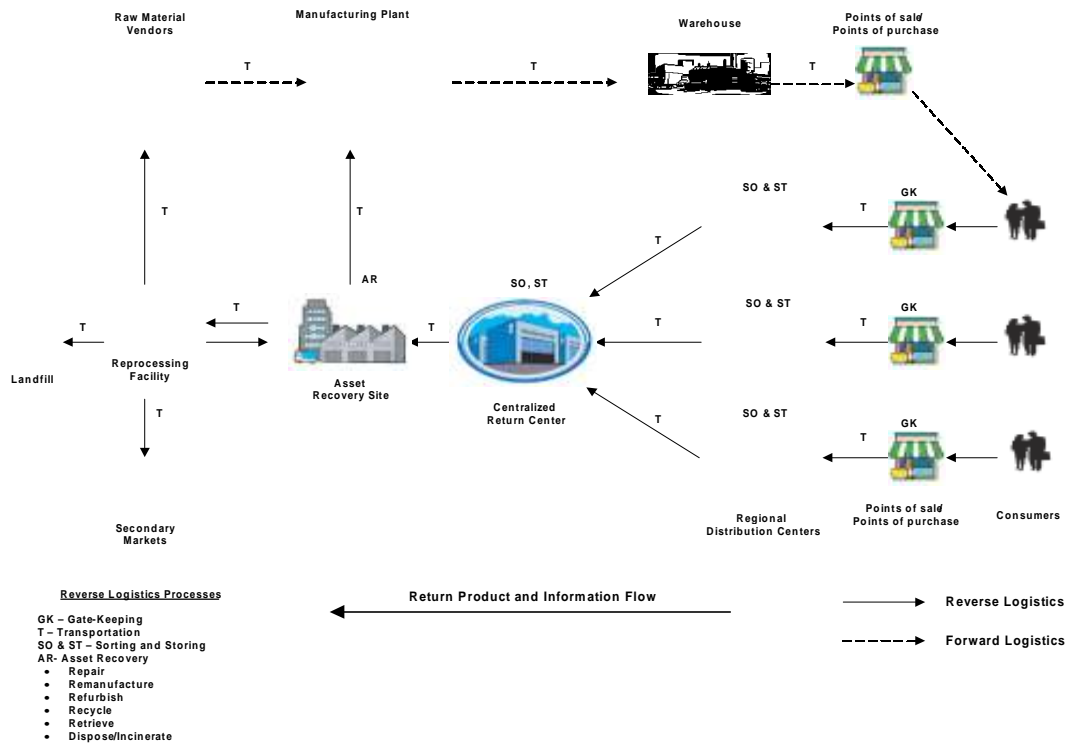 Raw Material
Vendors
Manufacturing Plant
Warehouse
Points of sale/
Points of purchase
T
T
T
SO & ST
GK
T
T
T
T
AR
SO, ST
SO & ST
GK
T
T
T
T
T
Landfill
Reprocessing
Facility
Asset
Recovery Site
Centralized
Return Center
T
T
SO & ST
GK
T
Secondary
Markets
Regional
Distribution Centers
Points of sale/
Points of purchase
Consumers
Reverse Logistics Processes
GK – Gate-Keeping
T – Transportation
SO & ST – Sorting and Storing
AR- Asset Recovery
• Repair
• Remanufacture
• Refurbish
• Recycle
• Retrieve
• Dispose/Incinerate
Return Product and Information Flow
Reverse Logistics
Forward Logistics